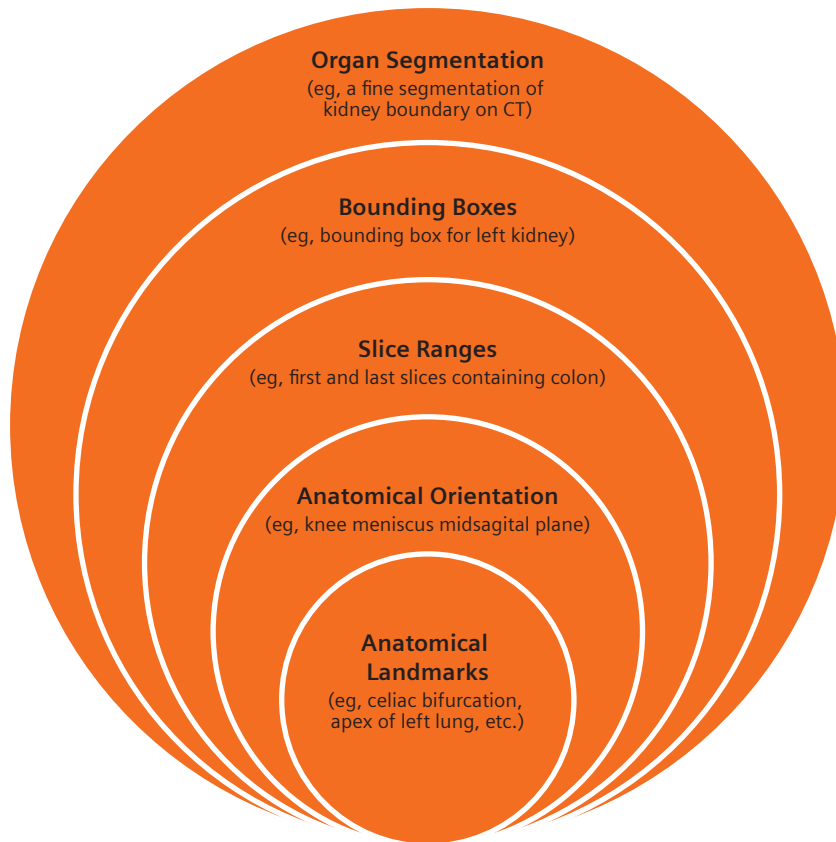 Organ Segmentation
(eg, a fine segmentation of
kidney boundary on CT)
Bounding Boxes
(eg, bounding box for left kidney)
Slice Ranges
(eg, first and last slices containing colon)
Anatomical Orientation
(eg, knee meniscus midsagital plane)
Anatomical
Landmarks
(eg, celiac bifurcation,
apex of left lung, etc.)